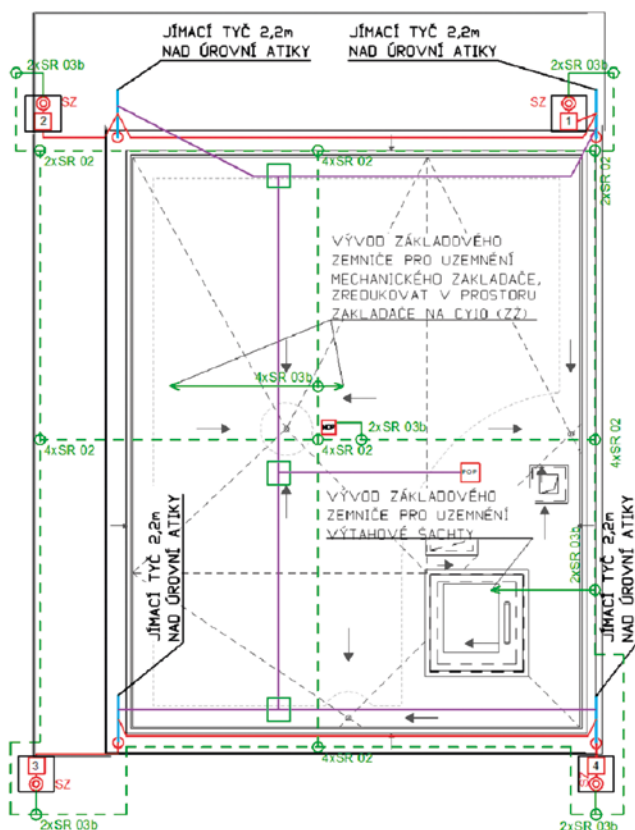 JÍMACÍ TYČ 2,2m
NAD ÚROVNÍ ATIKY
JÍMACÍ TYČ 2,2m
NAD ÚROVNÍ ATIKY
2xSR 03b
2xSR 03b
SZ
SZ
2
1
2xSR 02
4xSR 02
2xSR 02
VÝVOD ZÁKLADOVÉHO
ZEMNIČE PRO UZEMNĚNÍ
MECHANICKÉHO ZAKLADAČE,
ZREDUKOVAT V PROSTORU
ZAKLADAČE NA CY10 (ZŽ)
4xSR 03b
2xSR 03b
4xSR 02
4xSR 02
4xSR 02
POP
VÝVOD ZÁKLADOVÉHO
ZEMNIČE PRO UZEMNĚNÍ
VÝTAHOVÉ ŠACHTY
2xSR 03b
JÍMACÍ TYČ 2,2m
NAD ÚROVNÍ ATIKY
JÍMACÍ TYČ 2,2m
NAD ÚROVNÍ ATIKY
4xSR 02
3
SZ
4
SZ
2xSR 03b
2xSR 03b